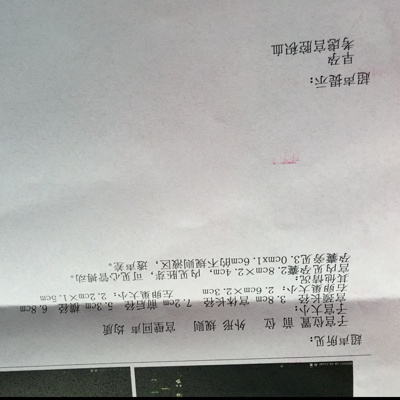 超声所见:
子宫位置 前 位 外形 规则 宫壁回声 均质
子宫大小:
宫颈长径 3.8cm 宫体长径 7.2cm 前后径 5.3cm 横径 6.8cm
右卵巢大小: 2.6cm×2.3cm 左卵巢大小: 2.2cm×1.5cm
其他情况:
宫内见孕囊2.8cm×2.4cm, 内见胚芽, 可见心管搏动。
孕囊旁见3.0cm×1.6cm的不规则液区, 透声差。
超声提示:
早孕
考虑宫腔积血